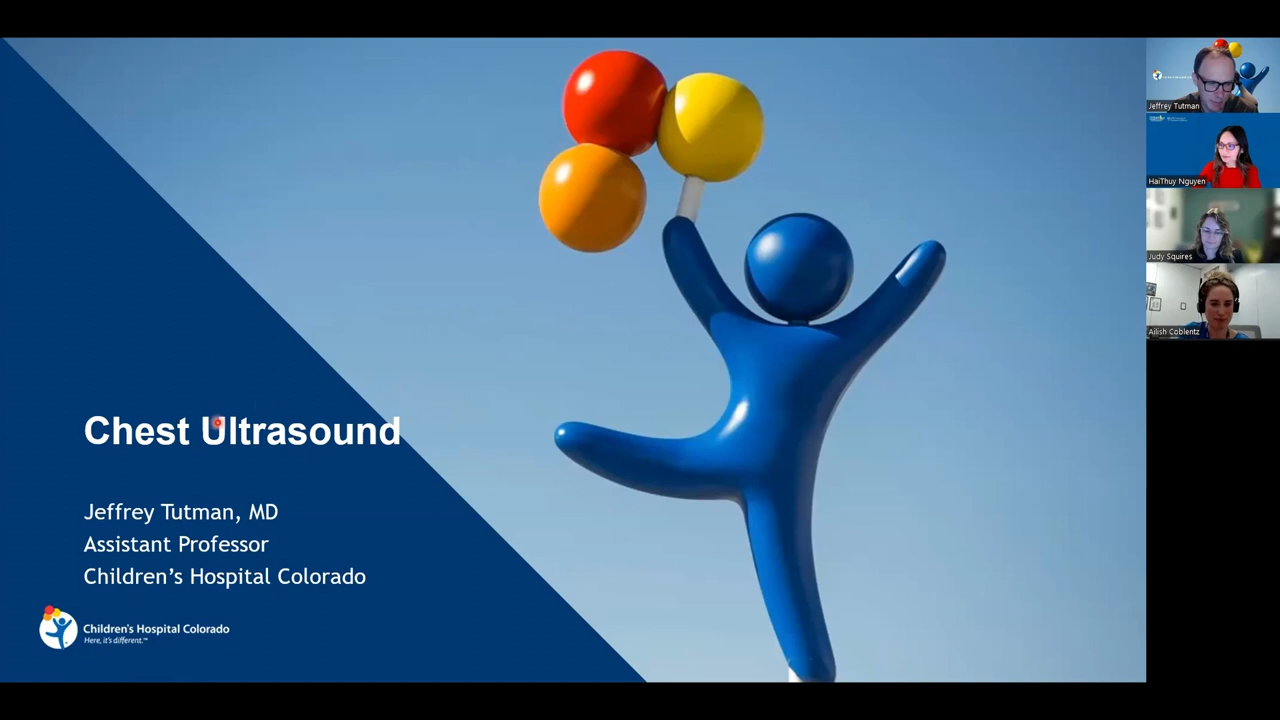 Chest Ultrasound
Jeffrey Tutman, MD
Assistant Professor
Children's Hospital Colorado
Children's Hospital Colorado
Here, it's different.™
Jeffrey Tutman
HaiThuy Nguyen
Judy Squires
Ailish Coblentz